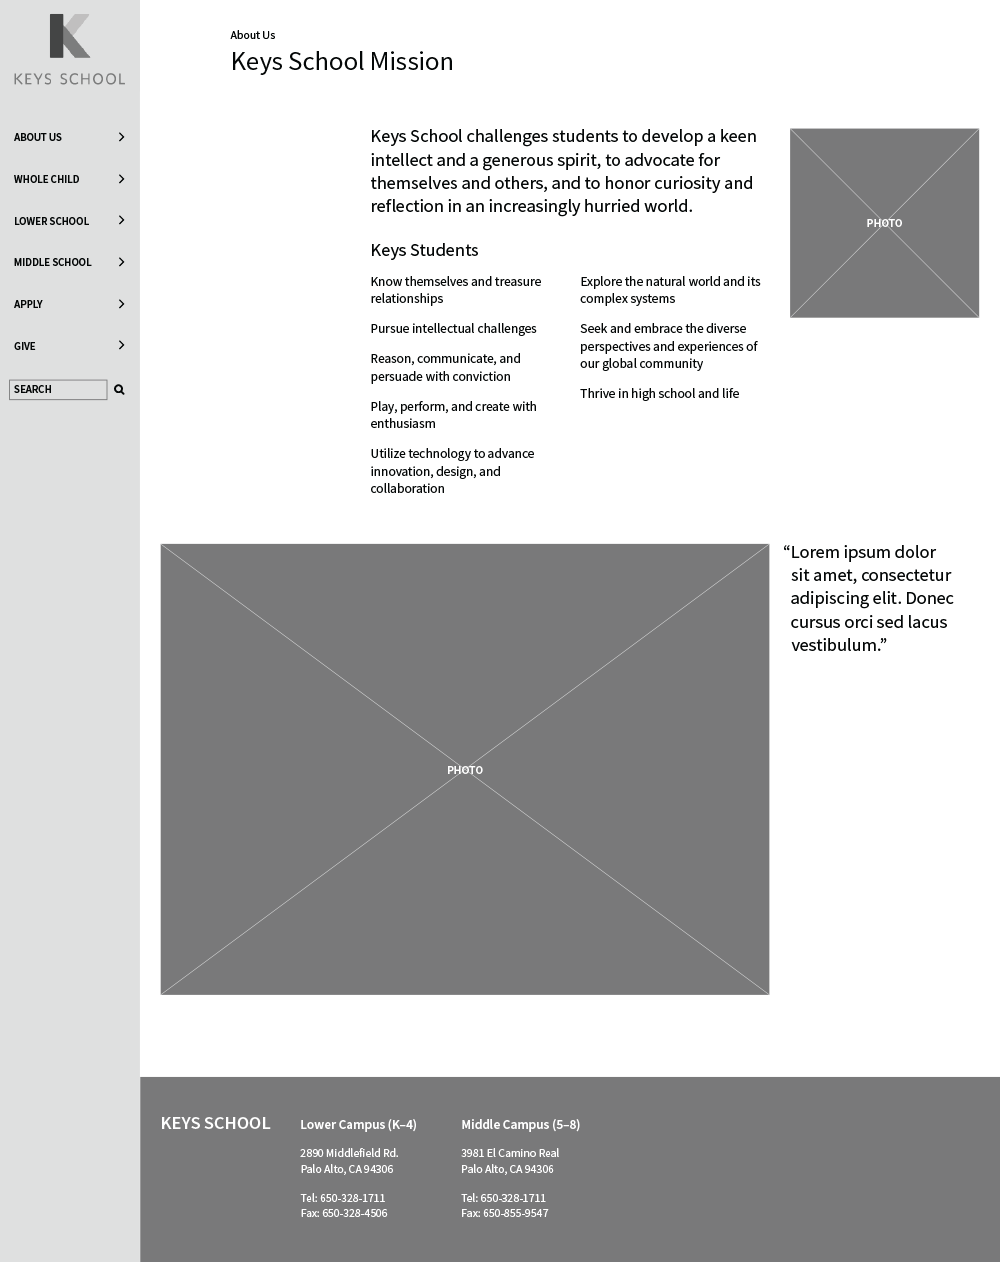 KEYS SCHOOL
ABOUT US
WHOLE CHILD
LOWER SCHOOL
MIDDLE SCHOOL
APPLY
GIVE
SEARCH
About Us
Keys School Mission
Keys School challenges students to develop a keen
intellect and a generous spirit, to advocate for
themselves and others, and to honor curiosity and
reflection in an increasingly hurried world.
PHOTO
Keys Students
Know themselves and treasure
relationships
Pursue intellectual challenges
Reason, communicate, and
persuade with conviction
Play, perform, and create with
enthusiasm
Utilize technology to advance
innovation, design, and
collaboration
Explore the natural world and its
complex systems
Seek and embrace the diverse
perspectives and experiences of
our global community
Thrive in high school and life
PHOTO
“Lorem ipsum dolor
sit amet, consectetur
adipiscing elit. Donec
cursus orci sed lacus
vestibulum.”
KEYS SCHOOL
Lower Campus (K–4)
2890 Middlefield Rd.
Palo Alto, CA 94306
Tel: 650-328-1711
Fax: 650-328-4506
Middle Campus (5–8)
3981 El Camino Real
Palo Alto, CA 94306
Tel: 650-328-1711
Fax: 650-855-9547